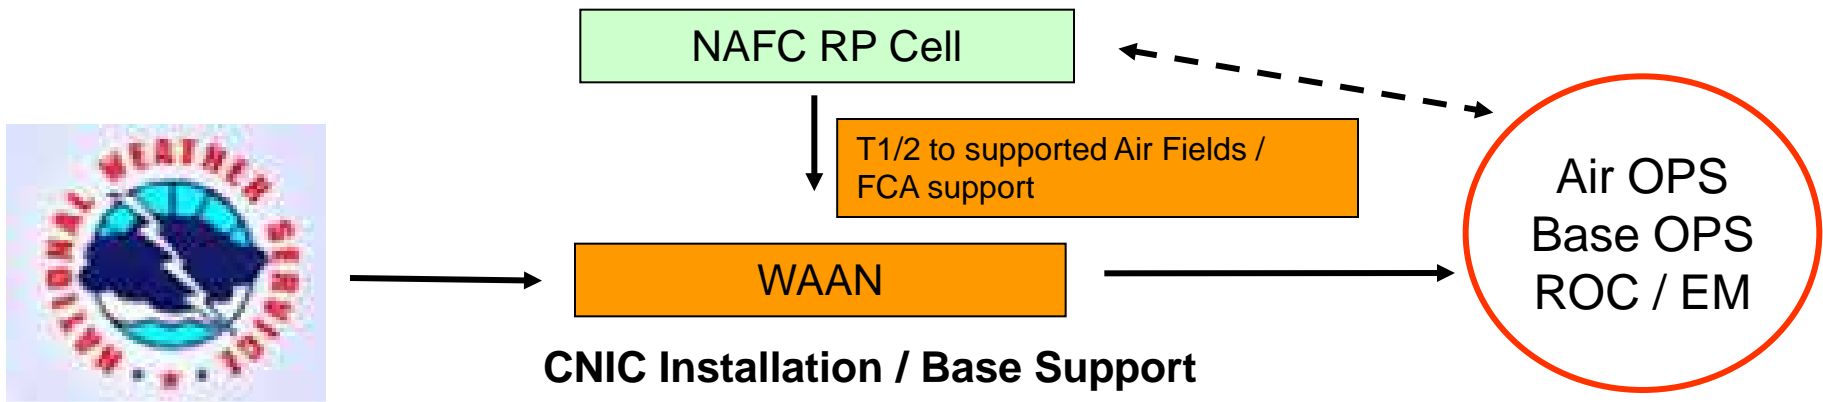 NAFC RP Cell
T1/2 to supported Air Fields /
FCA support
NATIONAL WEATHER SERVICE
WAAN
Air OPS
Base OPS
ROC / EM
CNIC Installation / Base Support